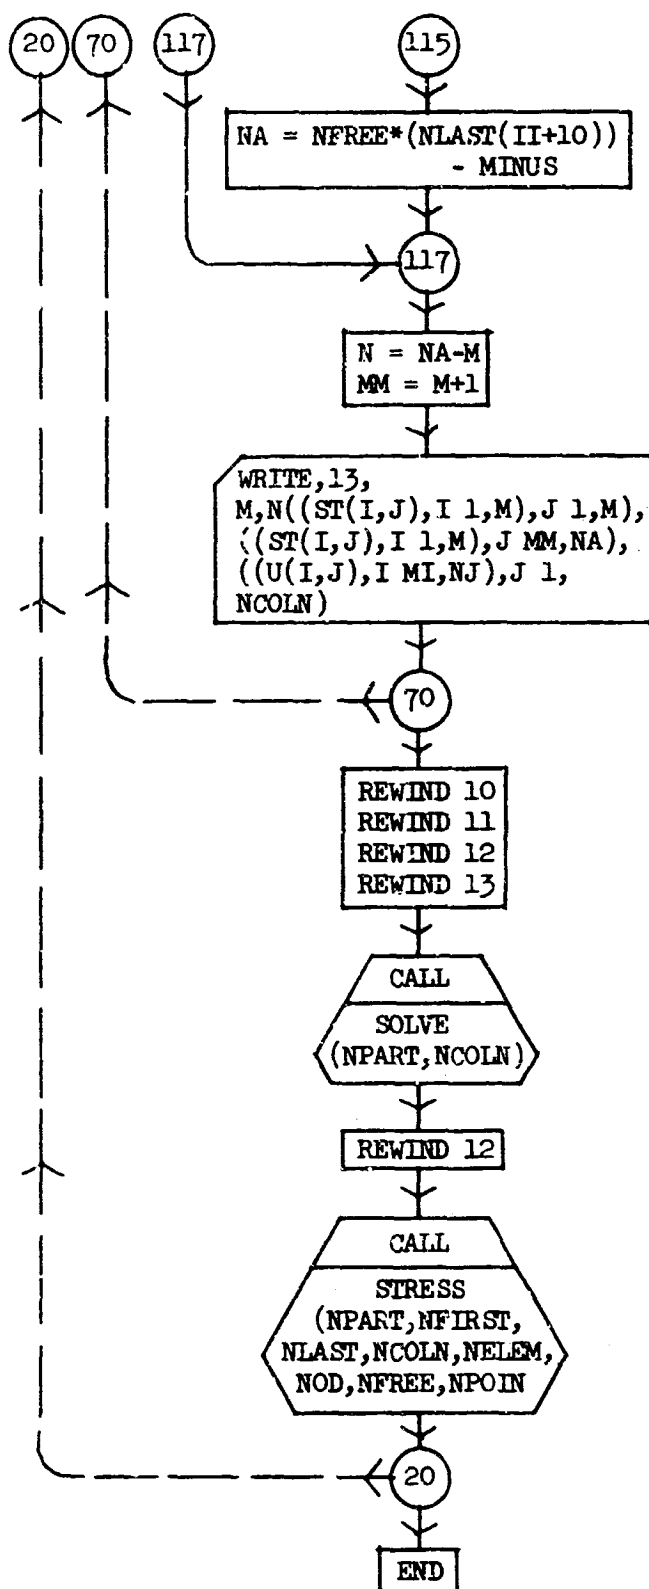 20 70 117 115
NA = NFREE*(NLAST(II+10))
- MINUS
117
N = NA-M
MM = M+1
WRITE,13,
M,N((ST(I,J),I 1,M),J 1,M),
((ST(I,J),I 1,M),J MM,NA),
((U(I,J),I MI,NJ),J 1,
NCOLN)
70
REWIND 10
REWIND 11
REWIND 12
REWIND 13
CALL
SOLVE
(NPART,NCOLN)
REWIND 12
CALL
STRESS
(NPART,NFIRST,
NLAST,NCOLN,NELEM,
NOD,NFREE,NPOIN
20
END